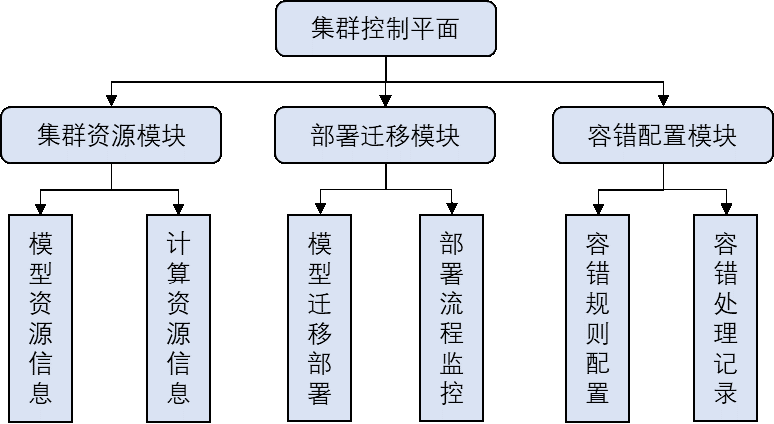 集群控制平面
集群资源模块
部署迁移模块
容错配置模块
模型资源信息
计算资源信息
模型迁移部署
部署流程监控
容错规则配置
容错处理记录